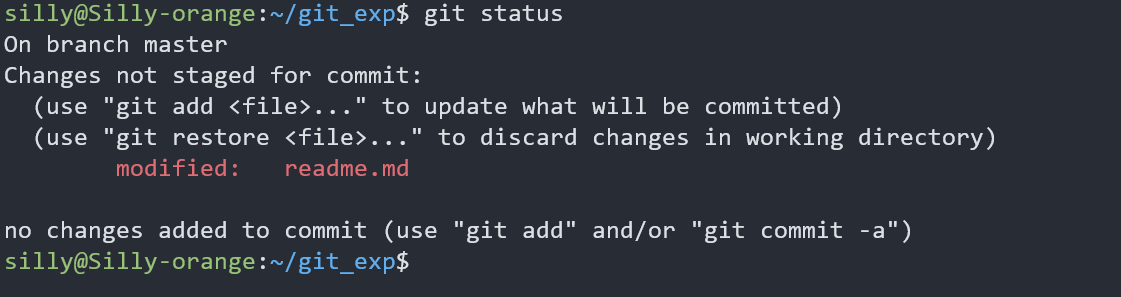 silly@Silly-orange:~/git_exp$ git status
On branch master
Changes not staged for commit:
  (use "git add <file>..." to update what will be committed)
  (use "git restore <file>..." to discard changes in working directory)
        modified:   readme.md

no changes added to commit (use "git add" and/or "git commit -a")
silly@Silly-orange:~/git_exp$